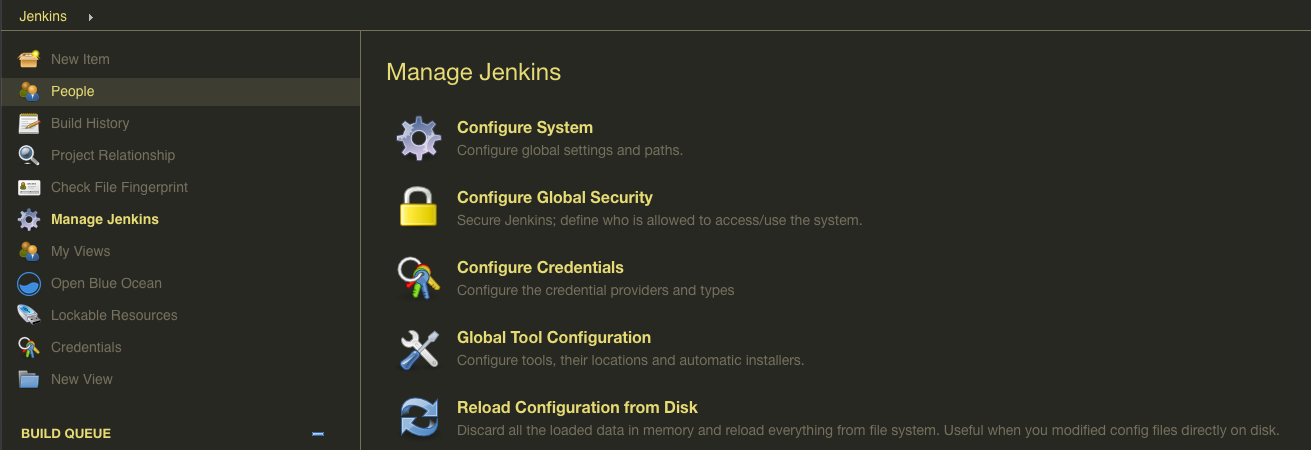 Jenkins
New Item
People
Build History
Project Relationship
Check File Fingerprint
Manage Jenkins
My Views
Open Blue Ocean
Lockable Resources
Credentials
New View
BUILD QUEUE
Manage Jenkins
Configure System
Configure global settings and paths.
Configure Global Security
Secure Jenkins; define who is allowed to access/use the system.
Configure Credentials
Configure the credential providers and types
Global Tool Configuration
Configure tools, their locations and automatic installers.
Reload Configuration from Disk
Discard all the loaded data in memory and reload everything from file system. Useful when you modified config files directly on disk.